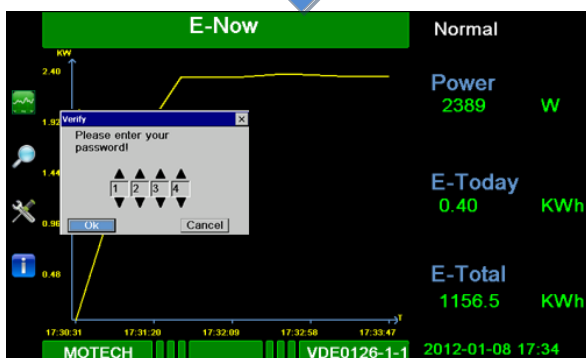 E-Now
Normal
KW
2.40
1.92
1.44
0.96
0.48
Verify
Please enter your
password!
1 2 3 4
Ok Cancel
T
17:30:31 17:31:20 17:32:09 17:32:58 17:33:47
Power
2389 W
E-Today
0.40 KWh
E-Total
1156.5 KWh
MOTECH VDE0126-1-1 2012-01-08 17:34